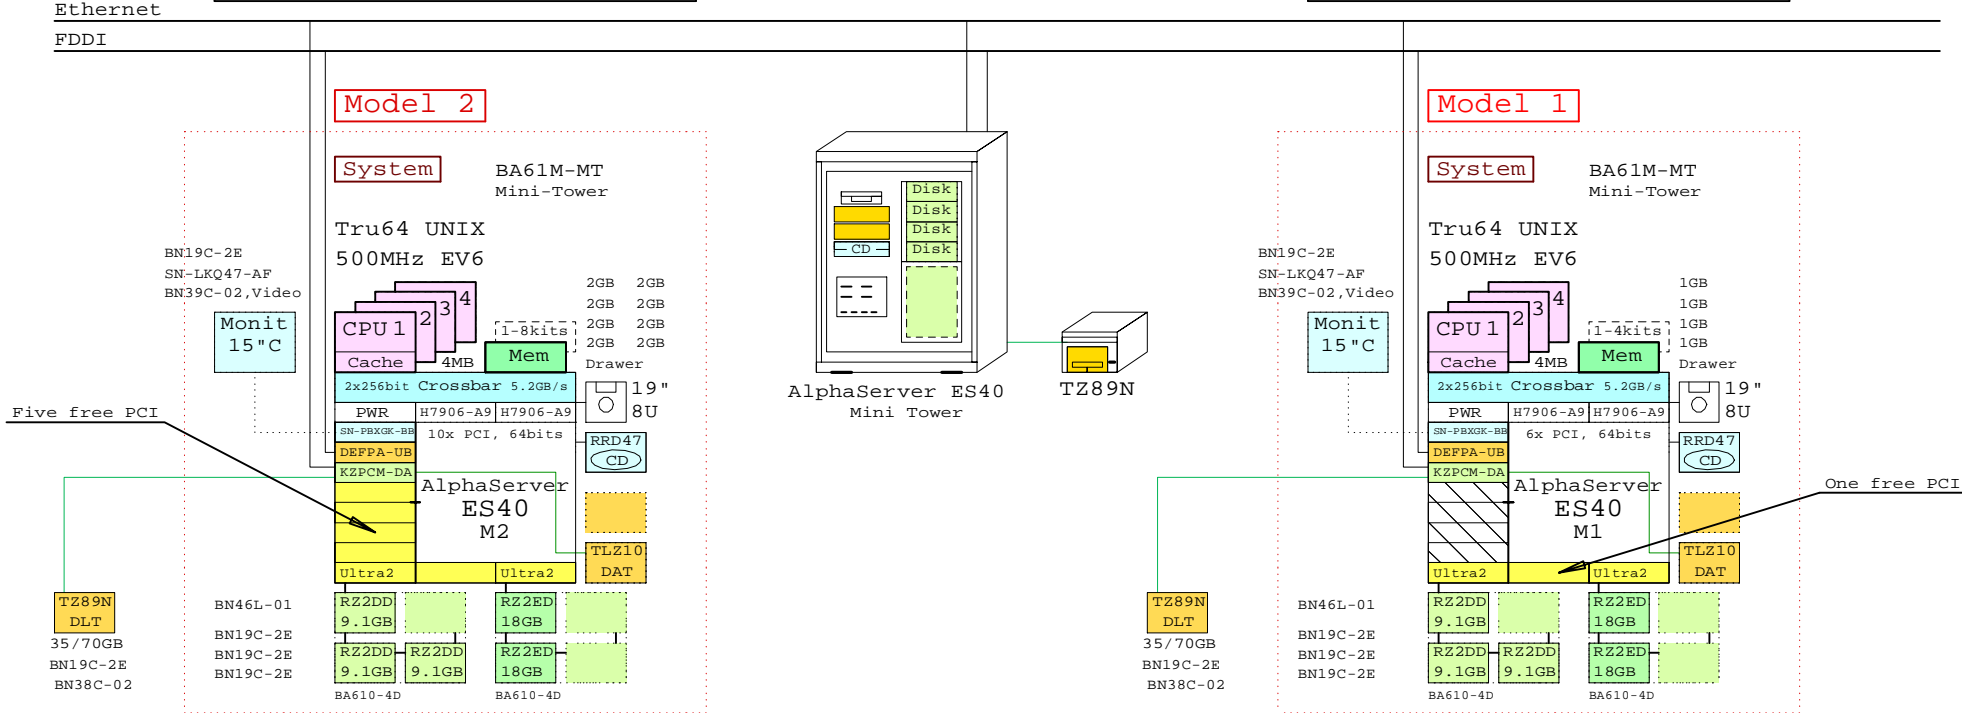 Ethernet
FDDI
Model 2
System
BA61M-MT
Mini-Tower
Tru64 UNIX
500MHz EV6
BN19C-2E
SN-LKQ47-AF
BN39C-02,Video
Monit
15"C
CPU 1
2
3
4
Cache
4MB
1-8kits
Mem
2GB 2GB
2GB 2GB
2GB 2GB
2GB 2GB
Drawer
19"
8U
2x256bit Crossbar 5.2GB/s
PWR
H7906-A9
H7906-A9
SN-PBXGK-BB
10x PCI, 64bits
DEFPA-UB
KZPCM-DA
RRD47
CD
Five free PCI
AlphaServer
ES40
M2
TLZ10
DAT
Ultra2
Ultra2
TZ89N
DLT
35/70GB
BN19C-2E
BN38C-02
BN46L-01
BN19C-2E
BN19C-2E
BN19C-2E
RZ2DD
9.1GB
RZ2ED
18GB
RZ2DD
9.1GB
RZ2DD
9.1GB
RZ2ED
18GB
BA610-4D
BA610-4D
Disk
Disk
Disk
Disk
CD
AlphaServer ES40
Mini Tower
TZ89N
Model 1
System
BA61M-MT
Mini-Tower
Tru64 UNIX
500MHz EV6
BN19C-2E
SN-LKQ47-AF
BN39C-02,Video
Monit
15"C
CPU 1
2
3
4
Cache
4MB
1-4kits
Mem
1GB
1GB
1GB
1GB
Drawer
19"
8U
2x256bit Crossbar 5.2GB/s
PWR
H7906-A9
H7906-A9
SN-PBXGK-BB
6x PCI, 64bits
DEFPA-UB
KZPCM-DA
RRD47
CD
One free PCI
AlphaServer
ES40
M1
TLZ10
DAT
Ultra2
Ultra2
TZ89N
DLT
35/70GB
BN19C-2E
BN38C-02
BN46L-01
BN19C-2E
BN19C-2E
BN19C-2E
RZ2DD
9.1GB
RZ2ED
18GB
RZ2DD
9.1GB
RZ2DD
9.1GB
RZ2ED
18GB
BA610-4D
BA610-4D